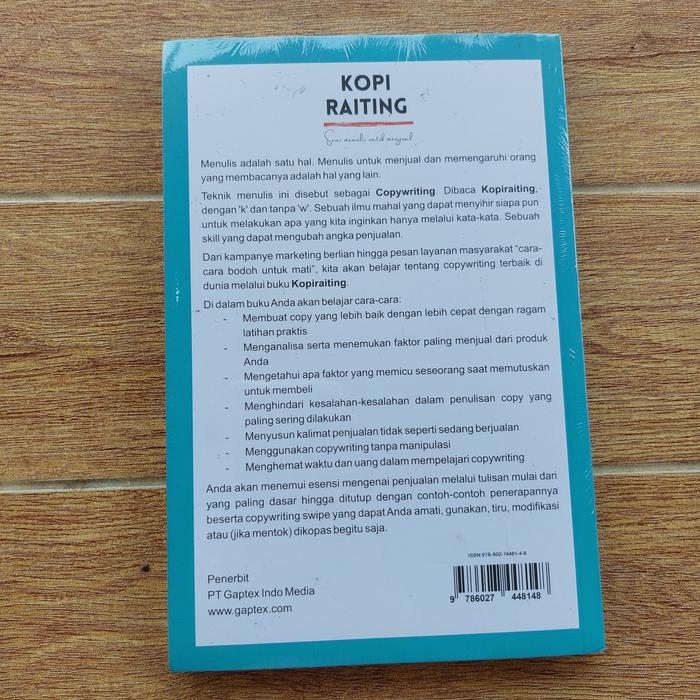 KOPI
RAITING
Seni menulis untuk menjual
Menulis adalah satu hal. Menulis untuk menjual dan memengaruhi orang
yang membacanya adalah hal yang lain.
Teknik menulis ini disebut sebagai Copywriting. Dibaca Kopiraiting,
dengan 'k' dan tanpa 'w'. Sebuah ilmu mahal yang dapat menyihir siapa pun
untuk melakukan apa yang kita inginkan hanya melalui kata-kata. Sebuah
skill yang dapat mengubah angka penjualan.
Dari kampanye marketing berlian hingga pesan layanan masyarakat "cara-
cara bodoh untuk mati", kita akan belajar tentang copywriting terbaik di
dunia melalui buku Kopiraiting.
Di dalam buku Anda akan belajar cara-cara:
- Membuat copy yang lebih baik dengan lebih cepat dengan ragam
latihan praktis
- Menganalisa serta menemukan faktor paling menjual dari produk
Anda
- Mengetahui apa faktor yang memicu seseorang saat memutuskan
untuk membeli
- Menghindari kesalahan-kesalahan dalam penulisan copy yang
paling sering dilakukan
- Menyusun kalimat penjualan tidak seperti sedang berjualan
- Menggunakan copywriting tanpa manipulasi
- Menghemat waktu dan uang dalam mempelajari copywriting
Anda akan menemui esensi mengenai penjualan melalui tulisan mulai dari
yang paling dasar hingga ditutup dengan contoh-contoh penerapannya
beserta copywriting swipe yang dapat Anda amati, gunakan, tiru, modifikasi
atau (jika mentok) dikopas begitu saja.
Penerbit
PT Gaptex Indo Media
www.gaptex.com
ISBN 978-602-74481-4-8
9 786027 448148